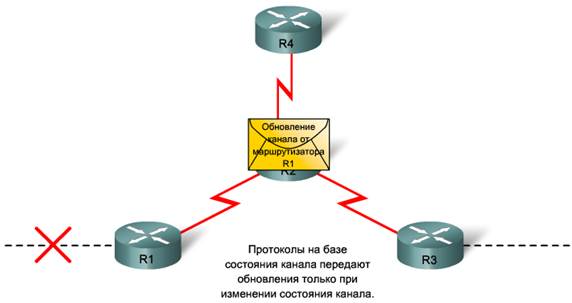 R4
Обновление
канала от
маршрутизатора
R1
R2
R1
R3
Протоколы на базе
состояния канала передают
обновления только при
изменении состояния канала.